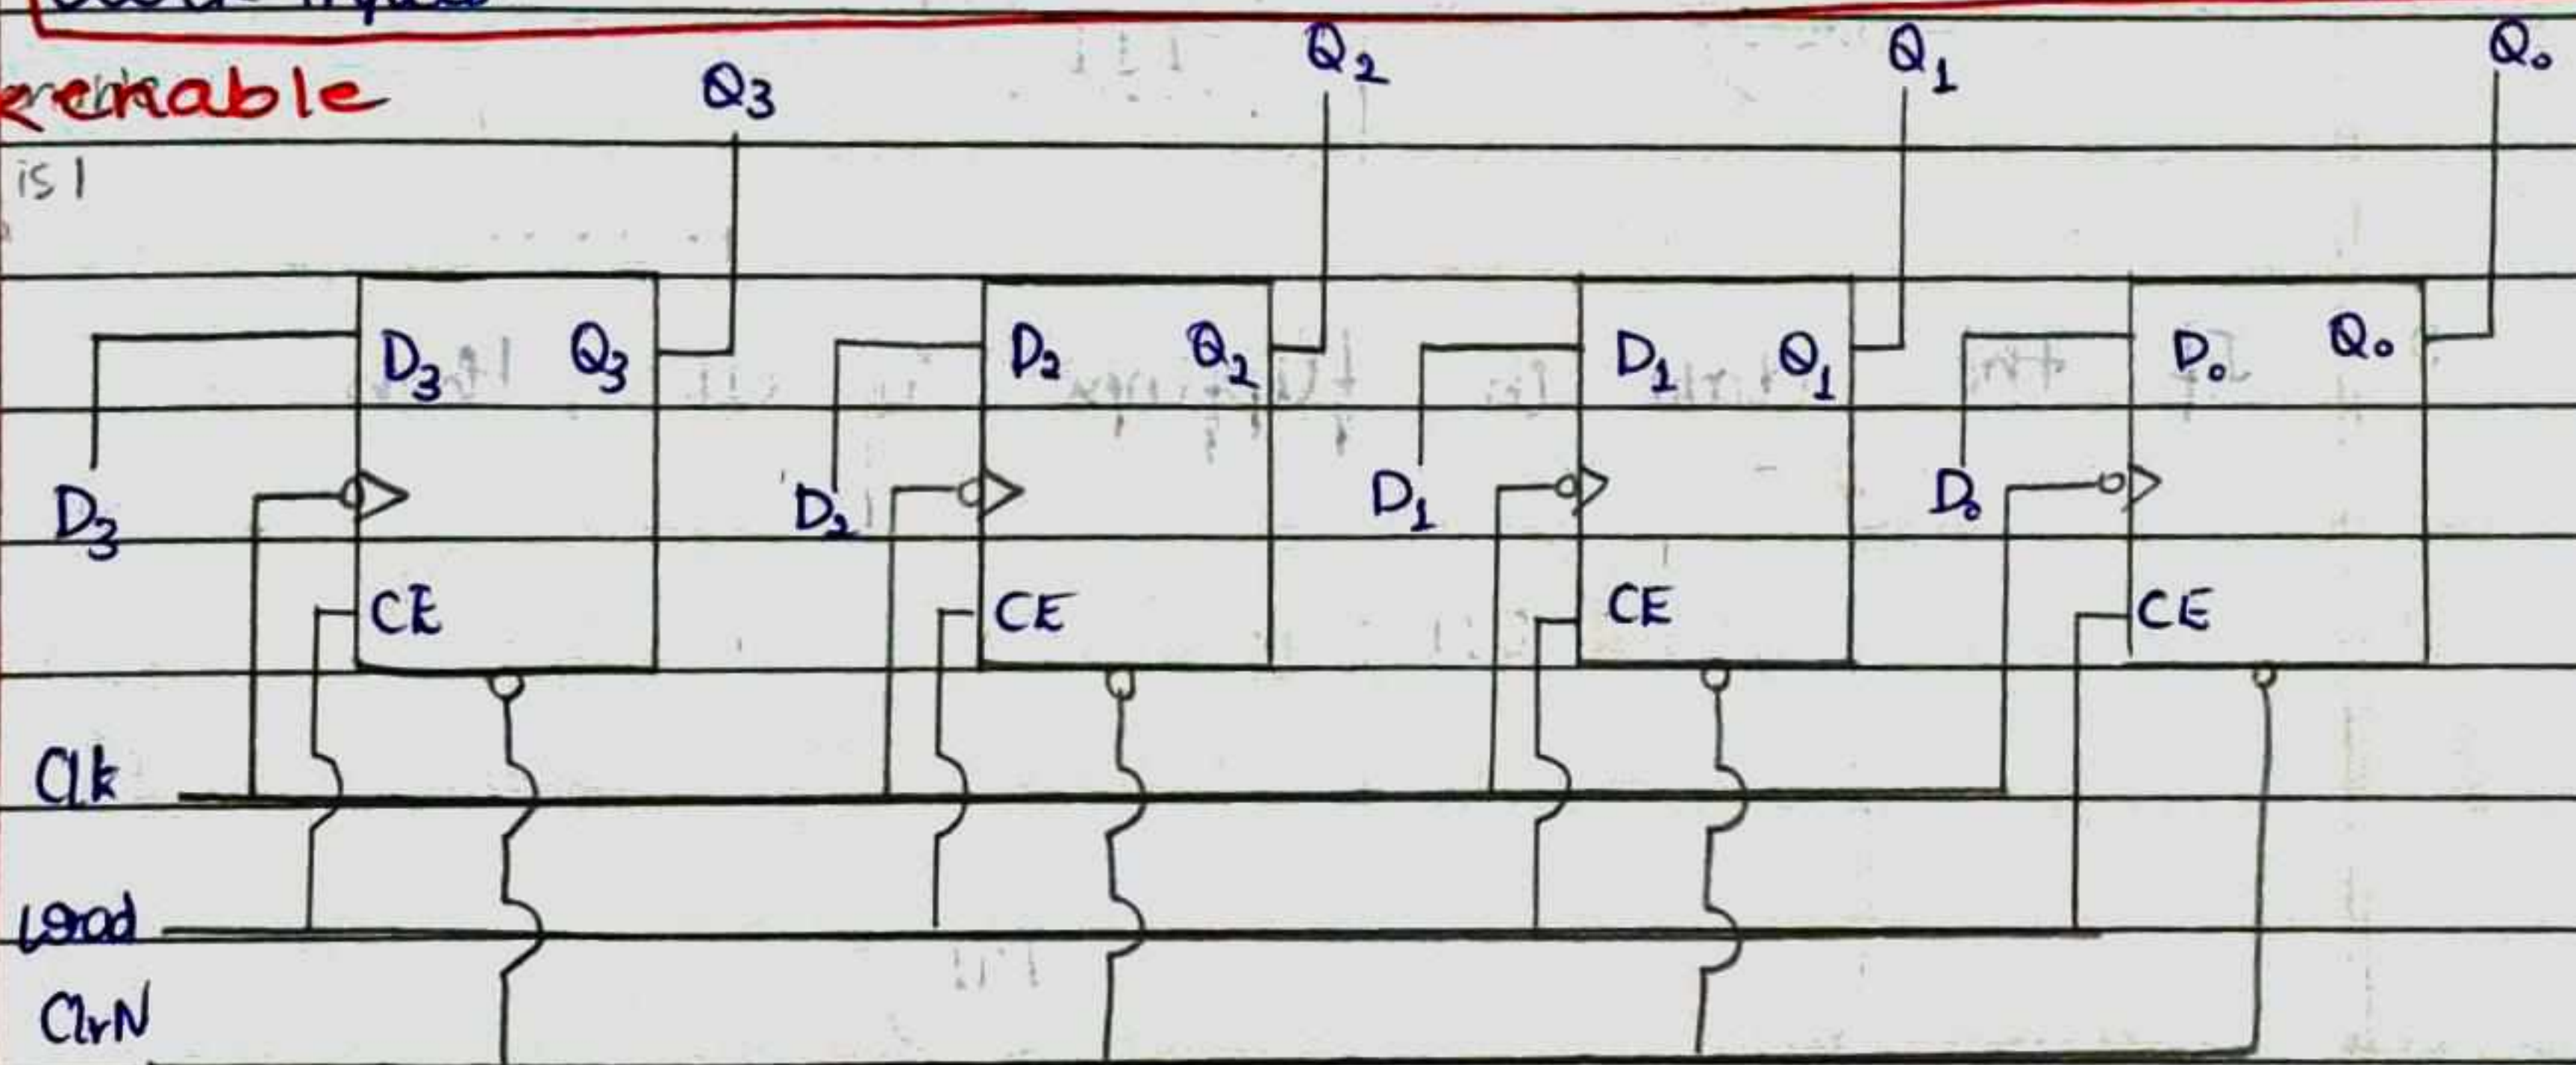 Q3 Q2 Q1 Q0
enable
is 1
D3 Q3 D2 Q2 D1 Q1 D0 Q0
D3 D2 D1 D0
CE CE CE CE
Clk
Load
ClrN